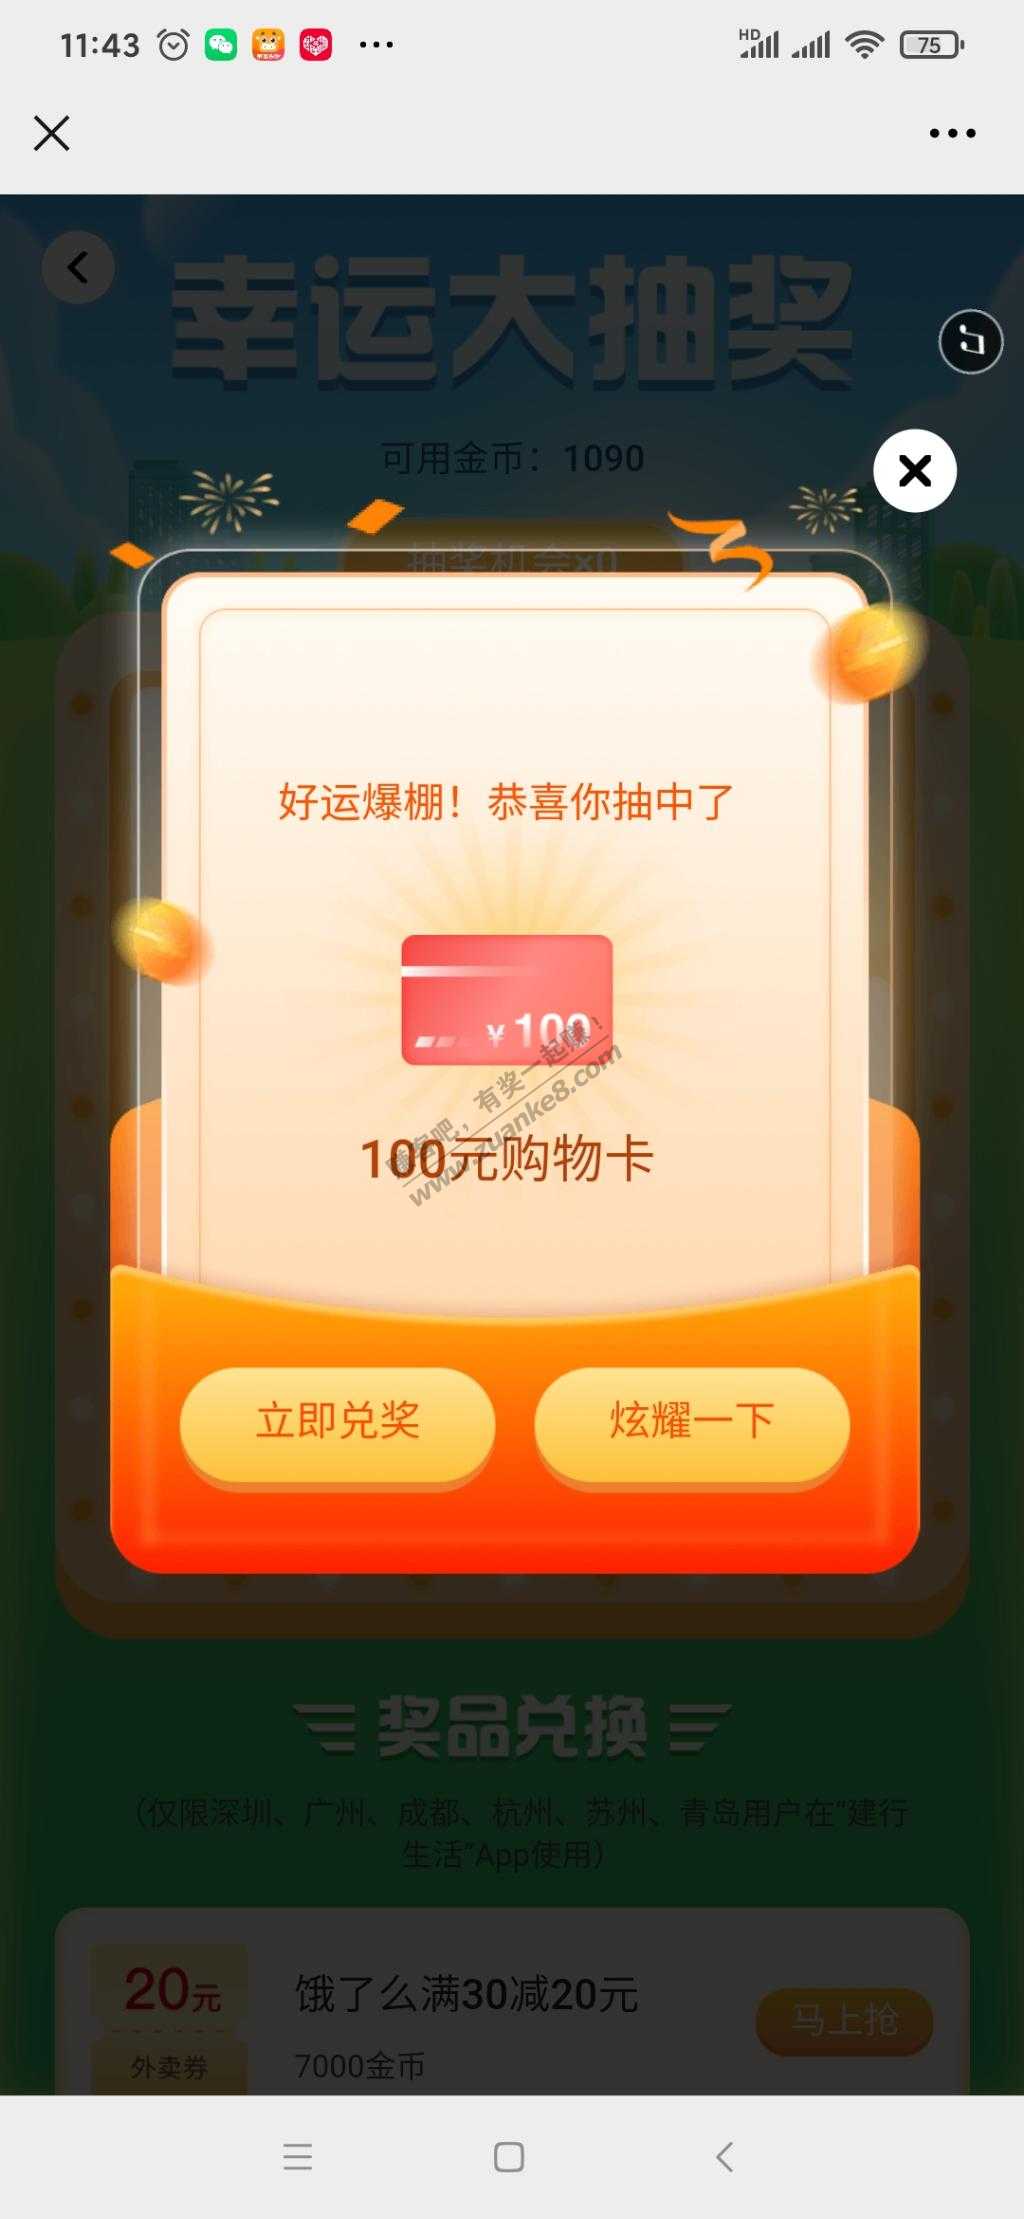 11:43
HD
75
幸运大抽奖
可用金币：1090
抽奖机会x0
好运爆棚！恭喜你抽中了
¥100
赚客吧，有奖一起赚！
www.zuanke8.com
100元购物卡
立即兑奖
炫耀一下
奖品兑换
（仅限深圳、广州、成都、杭州、苏州、青岛用户在“建行
生活”App使用）
20元
外卖券
饿了么满30减20元
7000金币
马上抢